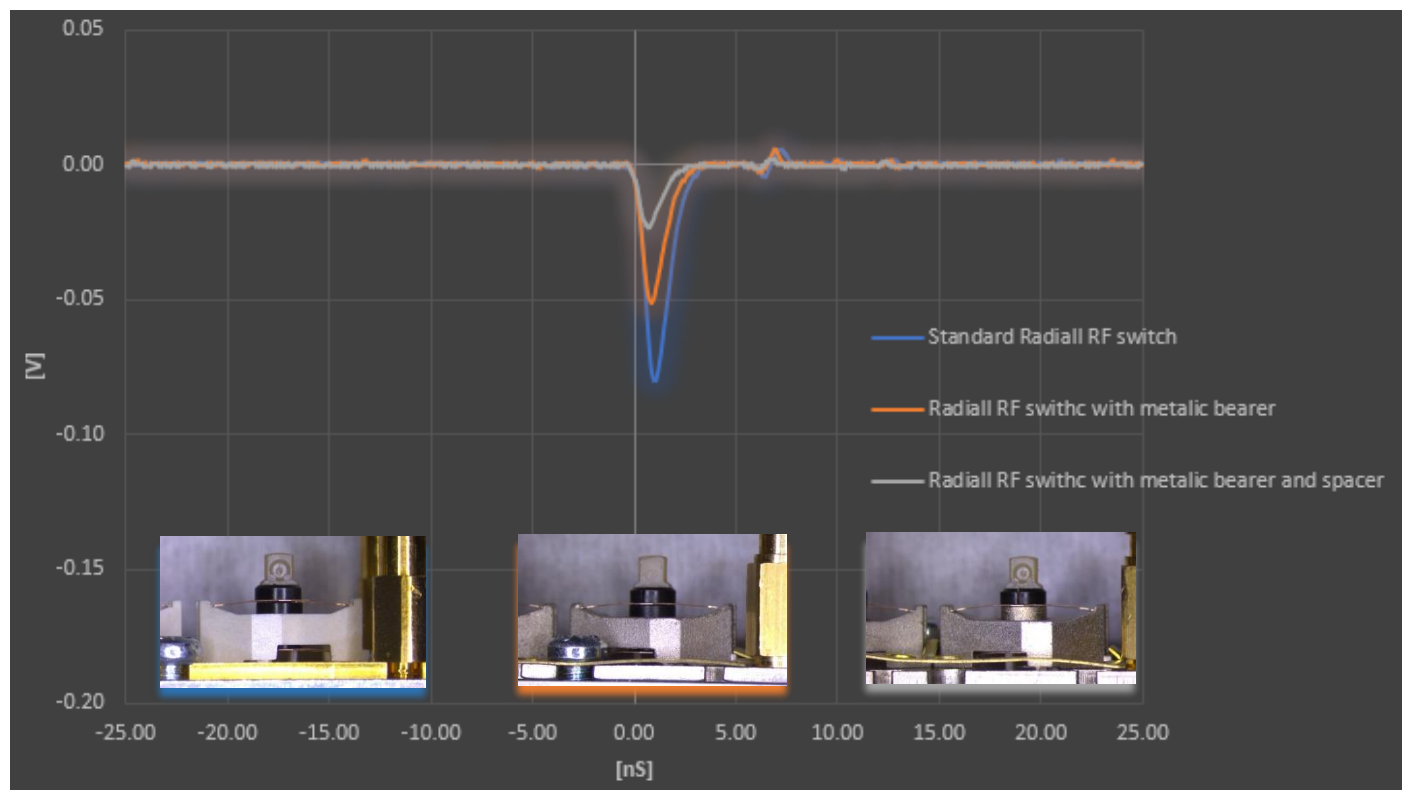 0.05
0.00
-0.05
-0.10
-0.15
-0.20
[V]
-25.00 -20.00 -15.00 -10.00 -5.00 0.00 5.00 10.00 15.00 20.00 25.00
[nS]
Standard Radiall RF switch
Radiall RF swithc with metalic bearer
Radiall RF swithc with metalic bearer and spacer